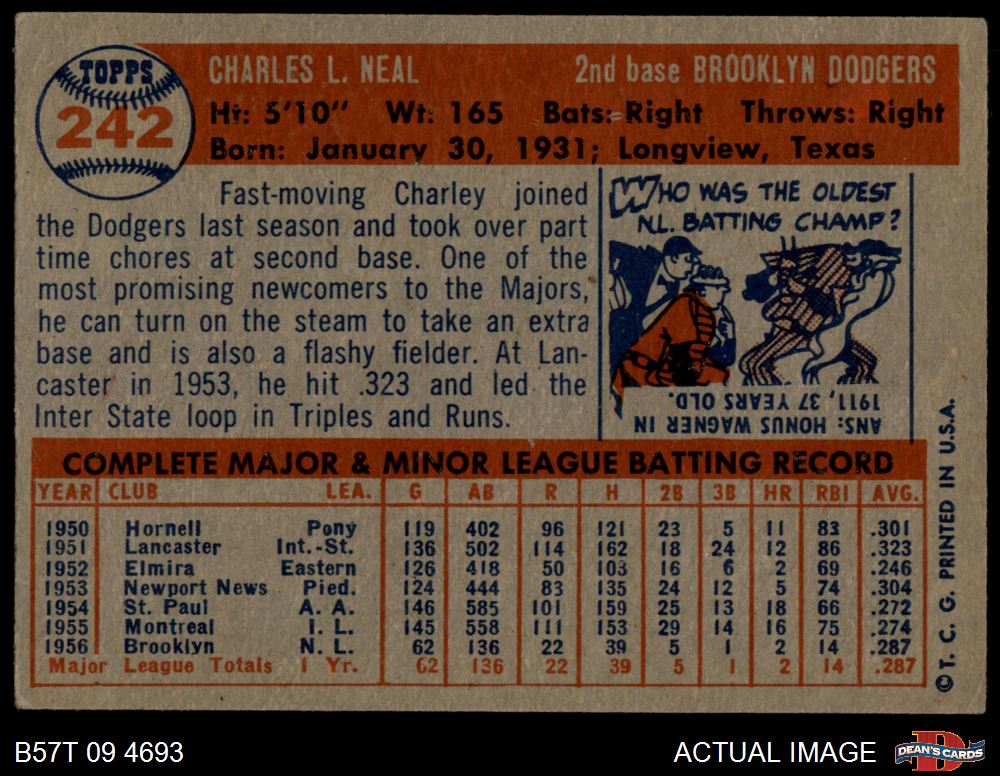 TOPPS
242
CHARLES L. NEAL 2nd base BROOKLYN DODGERS
Ht: 5'10" Wt: 165 Bats: Right Throws: Right
Born: January 30, 1931; Longview, Texas
Fast-moving Charley joined
the Dodgers last season and took over part
time chores at second base. One of the
most promising newcomers to the Majors,
he can turn on the steam to take an extra
base and is also a flashy fielder. At Lan-
caster in 1953, he hit .323 and led the
Inter State loop in Triples and Runs.
WHO WAS THE OLDEST
N.L. BATTING CHAMP?
ANS: HONUS WAGNER IN
1911, 37 YEARS OLD.
COMPLETE MAJOR & MINOR LEAGUE BATTING RECORD
YEAR CLUB LEA. G AB R H 2B 3B HR RBI AVG.
1950 Hornell Pony 119 402 96 121 23 5 11 83 .301
1951 Lancaster Int.-St. 136 502 114 162 18 24 12 86 .323
1952 Elmira Eastern 126 418 50 103 16 6 2 69 .246
1953 Newport News Pied. 124 444 83 135 24 12 5 74 .304
1954 St. Paul A. A. 146 585 101 159 25 13 18 66 .272
1955 Montreal I. L. 145 558 111 153 29 14 16 75 .274
1956 Brooklyn N. L. 62 136 22 39 5 1 2 14 .287
Major League Totals 1 Yr. 62 136 22 39 5 1 2 14 .287
©T. C. G. PRINTED IN U.S.A.
B57T 09 4693 ACTUAL IMAGE
DEAN'S CARDS